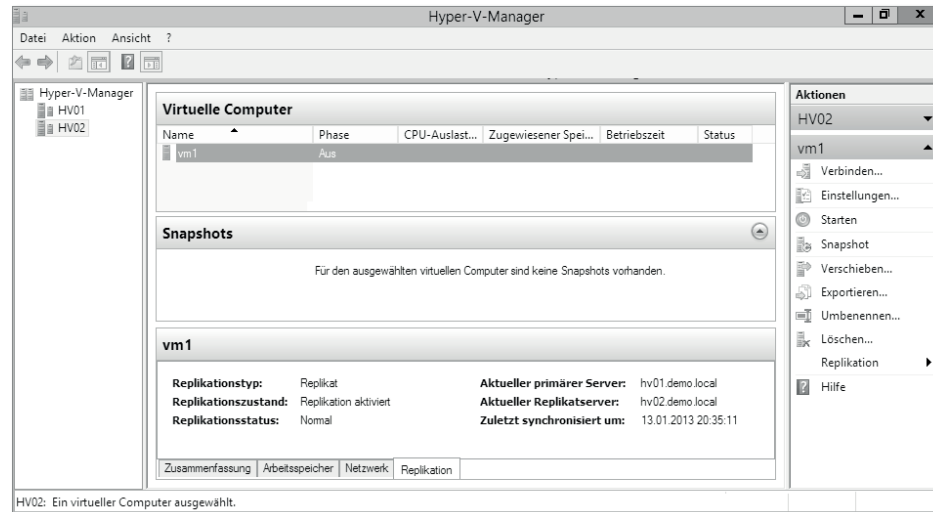 Hyper-V-Manager
Datei Aktion Ansicht ?
Hyper-V-Manager
HV01
HV02
Virtuelle Computer
Name Phase CPU-Auslast... Zugewiesener Spei... Betriebszeit Status
vm1 Aus
Snapshots
Für den ausgewählten virtuellen Computer sind keine Snapshots vorhanden.
vm1
Replikationstyp: Replikat Aktueller primärer Server: hv01.demo.local
Replikationszustand: Replikation aktiviert Aktueller Replikatserver: hv02.demo.local
Replikationsstatus: Normal Zuletzt synchronisiert um: 13.01.2013 20:35:11
Zusammenfassung Arbeitsspeicher Netzwerk Replikation
Aktionen
HV02
vm1
Verbinden...
Einstellungen...
Starten
Snapshot
Verschieben...
Exportieren...
Umbenennen...
Löschen...
Replikation
Hilfe
HV02: Ein virtueller Computer ausgewählt.